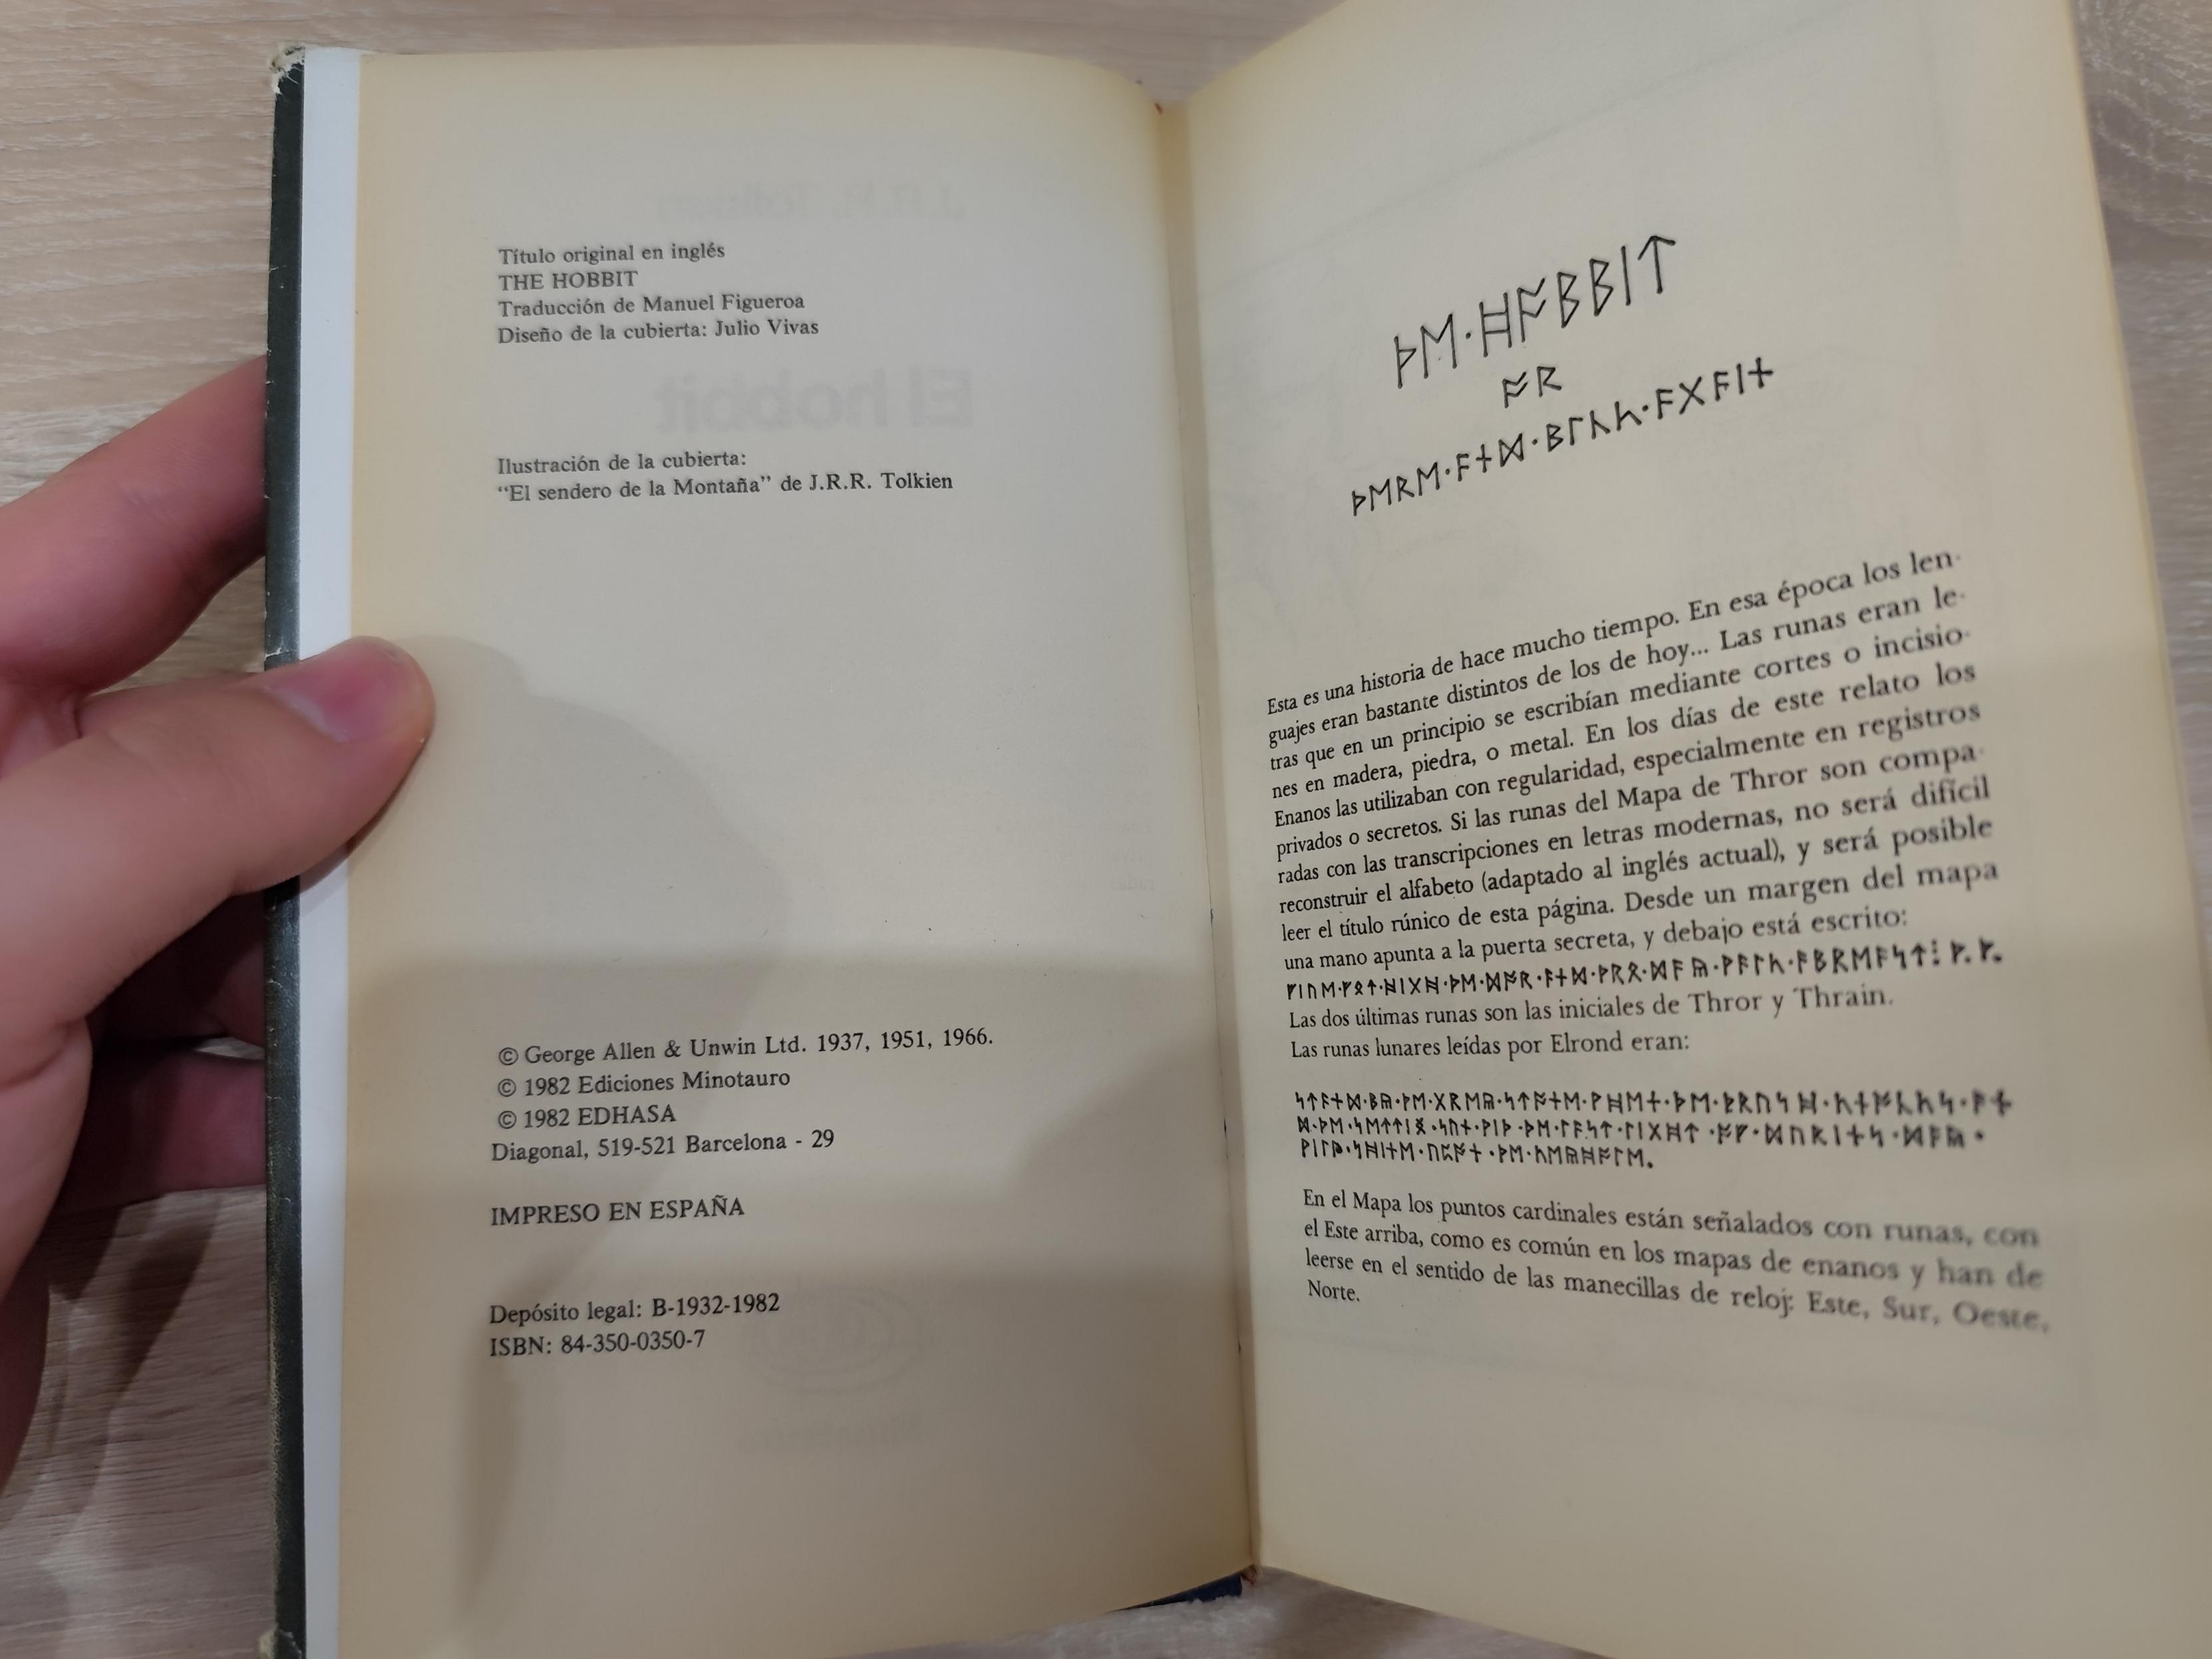 Título original en inglés
THE HOBBIT
Traducción de Manuel Figueroa
Diseño de la cubierta: Julio Vivas
Ilustración de la cubierta:
“El sendero de la Montaña” de J.R.R. Tolkien
© George Allen & Unwin Ltd. 1937, 1951, 1966.
© 1982 Ediciones Minotauro
© 1982 EDHASA
Diagonal, 519-521 Barcelona - 29
IMPRESO EN ESPAÑA
Depósito legal: B-1932-1982
ISBN: 84-350-0350-7
ᚦᛖ·ᚻᚩᛒᛒᛁᛏ
ᚩᚱ
ᚦᛖᚱᛖ·ᚪᚾᛞ·ᛒᛚᚳᚳ·ᚪᚷᚪᛁᚾ
Esta es una historia de hace mucho tiempo. En esa época los len-
guajes eran bastante distintos de los de hoy... Las runas eran le-
tras que en un principio se escribían mediante cortes o incisio-
nes en madera, piedra, o metal. En los días de este relato los
Enanos las utilizaban con regularidad, especialmente en registros
privados o secretos. Si las runas del Mapa de Thror son compa-
radas con las transcripciones en letras modernas, no será difícil
reconstruir el alfabeto (adaptado al inglés actual), y será posible
leer el título rúnico de esta página. Desde un margen del mapa
una mano apunta a la puerta secreta, y debajo está escrito:
Las dos últimas runas son las iniciales de Thror y Thrain.
Las runas lunares leídas por Elrond eran:
En el Mapa los puntos cardinales están señalados con runas, con
el Este arriba, como es común en los mapas de enanos y han de
leerse en el sentido de las manecillas de reloj: Este, Sur, Oeste,
Norte.